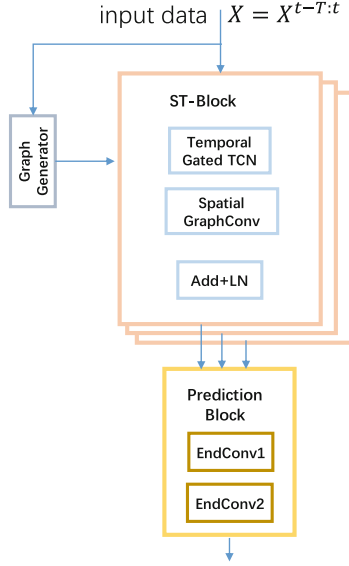 input data X = X^{t−T:t}
ST-Block
Graph
Generator
Temporal
Gated TCN
Spatial
GraphConv
Add+LN
Prediction
Block
EndConv1
EndConv2